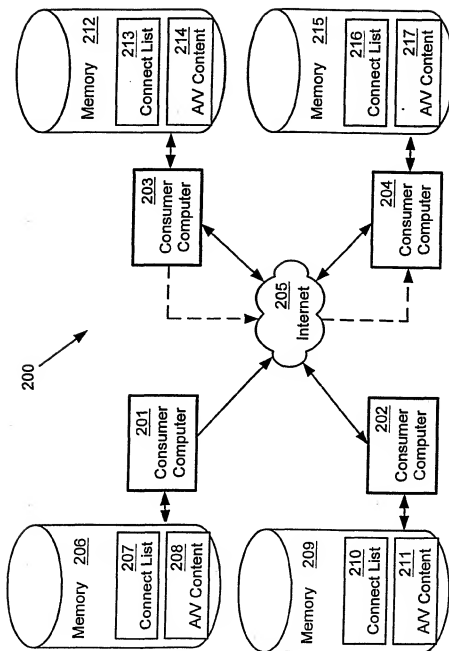 200
Memory 206
207
Connect List
208
A/V Content
201
Consumer
Computer
Memory 209
210
Connect List
211
A/V Content
202
Consumer
Computer
205
Internet
203
Consumer
Computer
Memory 212
213
Connect List
214
A/V Content
204
Consumer
Computer
Memory 215
216
Connect List
217
A/V Content